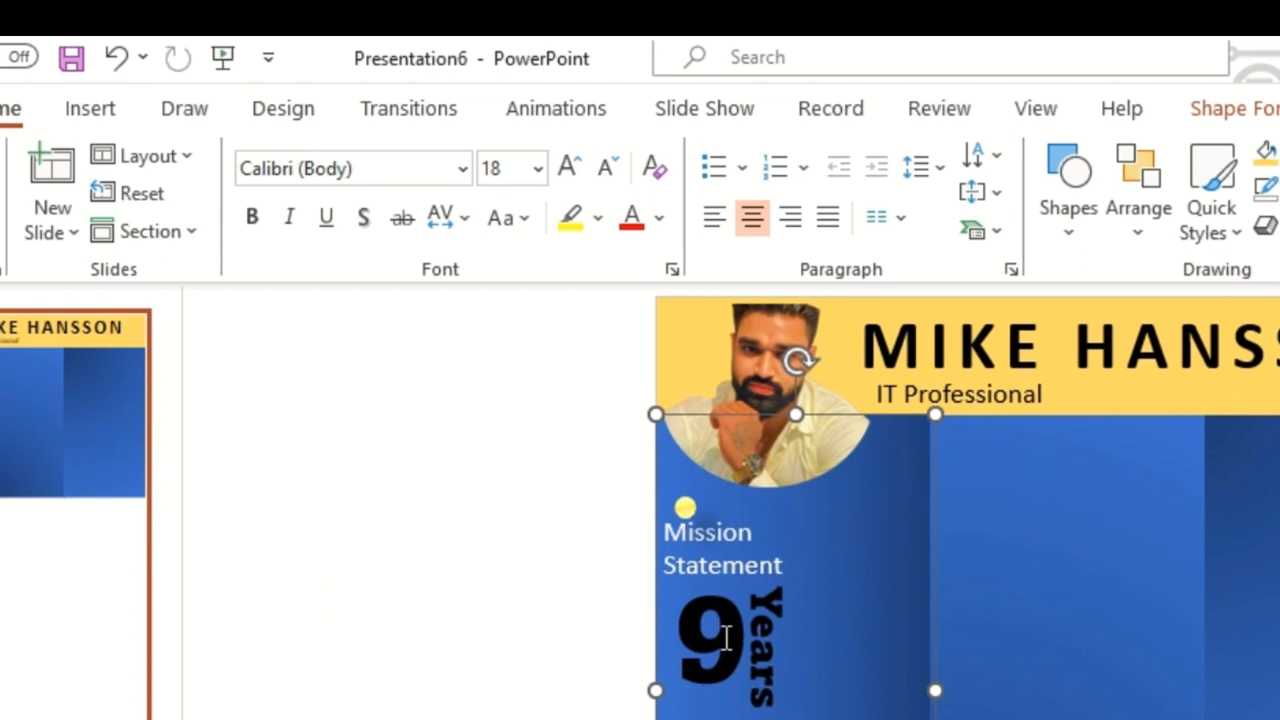 Off Presentation6 - PowerPoint Search
me Insert Draw Design Transitions Animations Slide Show Record Review View Help Shape For
New Slide
Layout
Reset
Section
Slides
Calibri (Body) 18
B I U S ab AV Aa A
Font
Paragraph
Shapes Arrange Quick Styles
Drawing
KE HANSSON
MIKE HANSS
IT Professional
Mission
Statement
9 Years